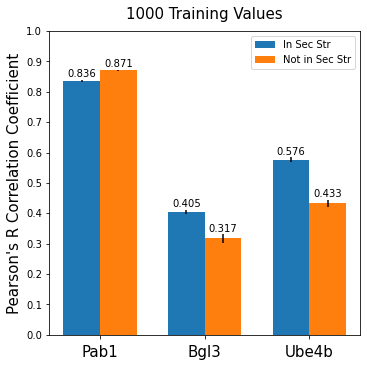 1000 Training Values
Pearson's R Correlation Coefficient
1.0
0.9
0.8
0.7
0.6
0.5
0.4
0.3
0.2
0.1
0.0
In Sec Str
Not in Sec Str
0.836
0.871
0.405
0.317
0.576
0.433
Pab1
Bgl3
Ube4b